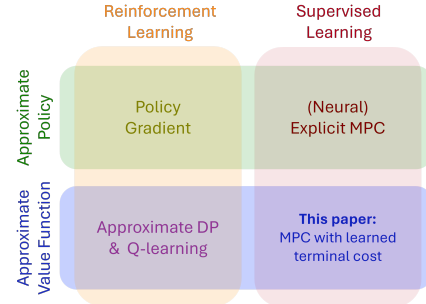 Reinforcement
Learning
Supervised
Learning
Approximate
Policy
Policy
Gradient
(Neural)
Explicit MPC
Approximate
Value Function
Approximate DP
& Q-learning
This paper:
MPC with learned
terminal cost